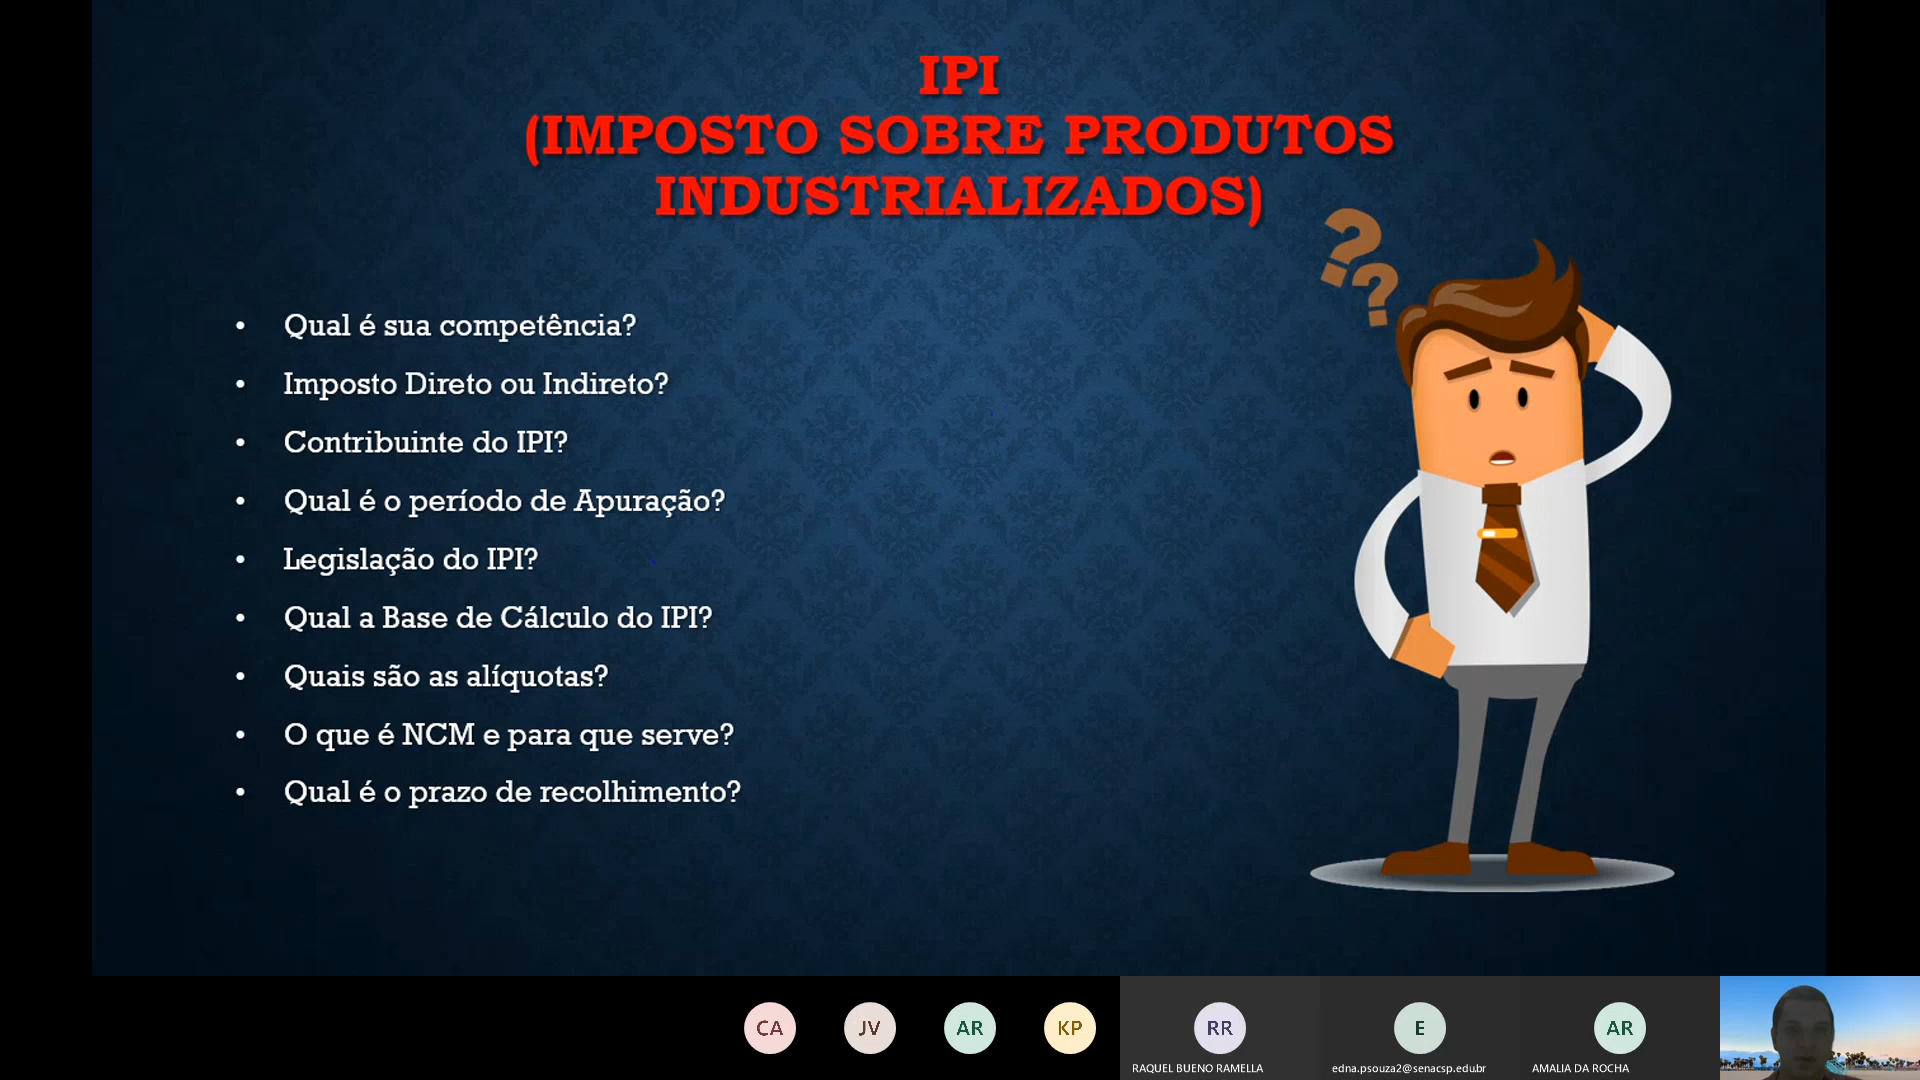 IPI
(IMPOSTO SOBRE PRODUTOS
INDUSTRIALIZADOS)
??
• Qual é sua competência?
• Imposto Direto ou Indireto?
• Contribuinte do IPI?
• Qual é o período de Apuração?
• Legislação do IPI?
• Qual a Base de Cálculo do IPI?
• Quais são as alíquotas?
• O que é NCM e para que serve?
• Qual é o prazo de recolhimento?
CA JV AR KP RR E AR
RAQUEL BUENO RAMELLA edna.psouza2@senacsp.edu.br AMALIA DA ROCHA